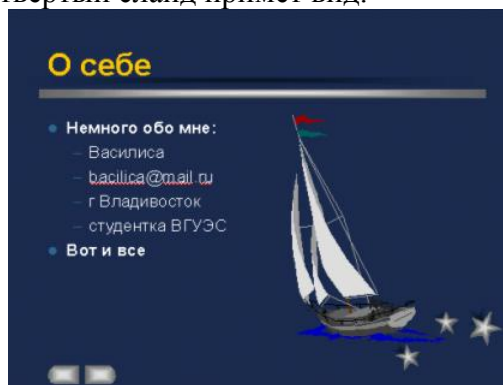 твертый слайд примет вид:
О себе
Немного обо мне:
– Василиса
– bacilica@mail.ru
– г Владивосток
– студентка ВГУЭС
Вот и все